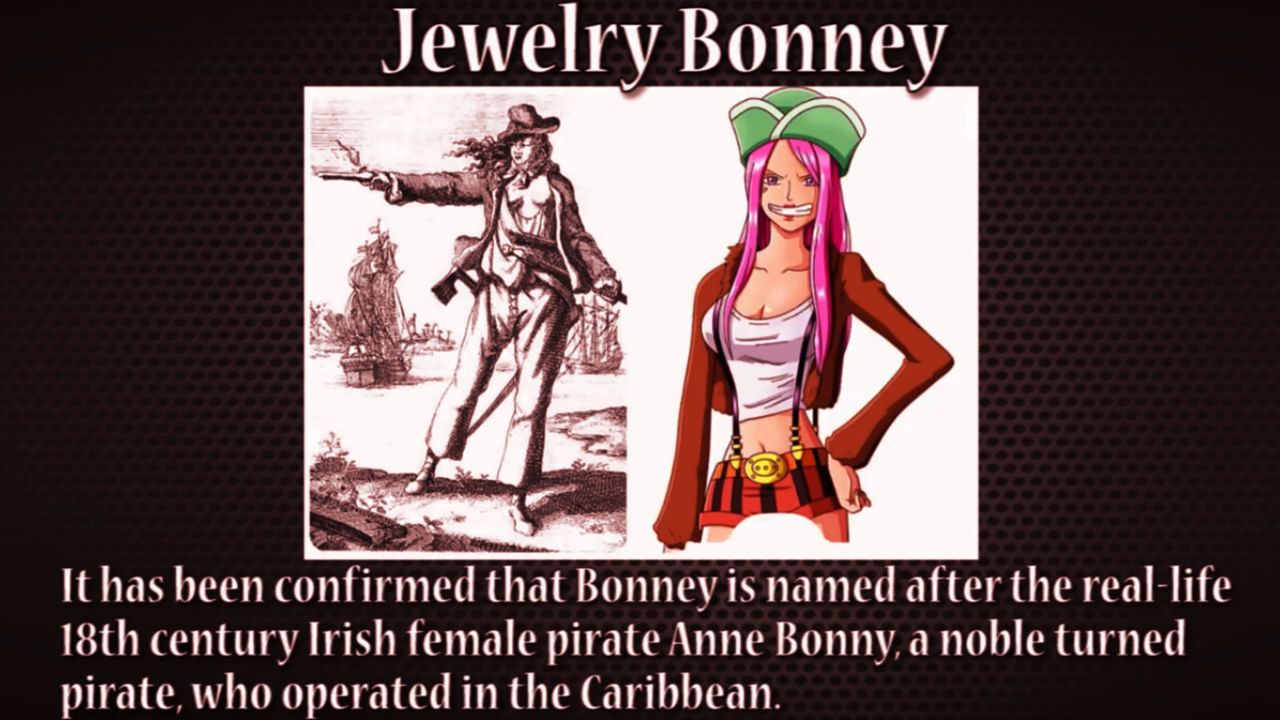 Jewelry Bonney
It has been confirmed that Bonney is named after the real-life
18th century Irish female pirate Anne Bonny, a noble turned
pirate, who operated in the Caribbean.